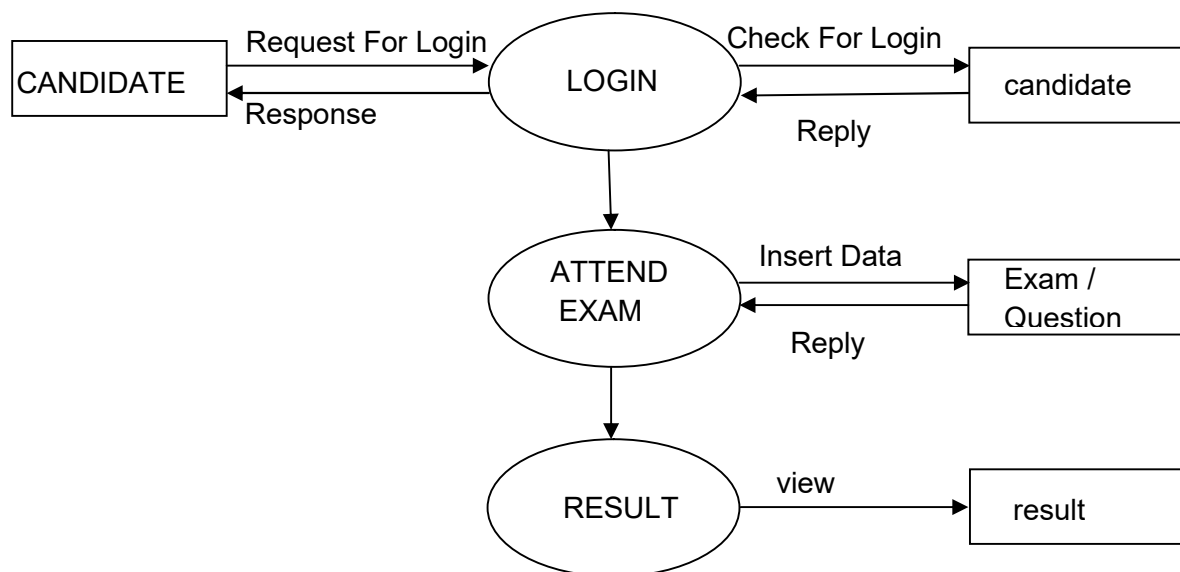 Request For Login
Check For Login
CANDIDATE
LOGIN
candidate
Response
Reply
ATTEND
EXAM
Insert Data
Exam /
Question
Reply
RESULT
view
result